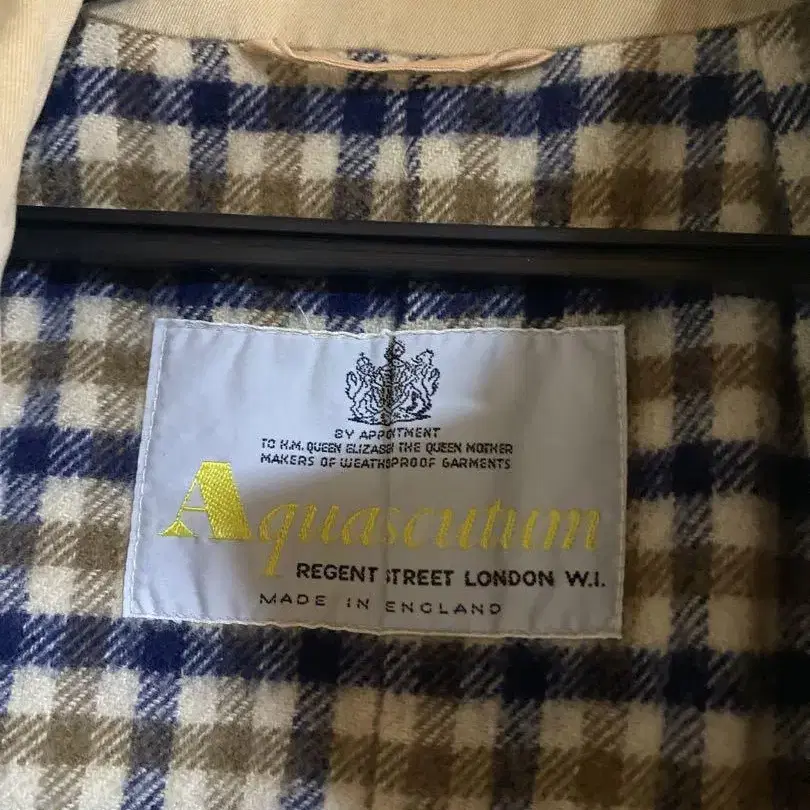 BY APPOINTMENT
TO H.M. QUEEN ELIZABETH THE QUEEN MOTHER
MAKERS OF WEATHERPROOF GARMENTS
Aquascutum
REGENT STREET LONDON W.I.
MADE IN ENGLAND